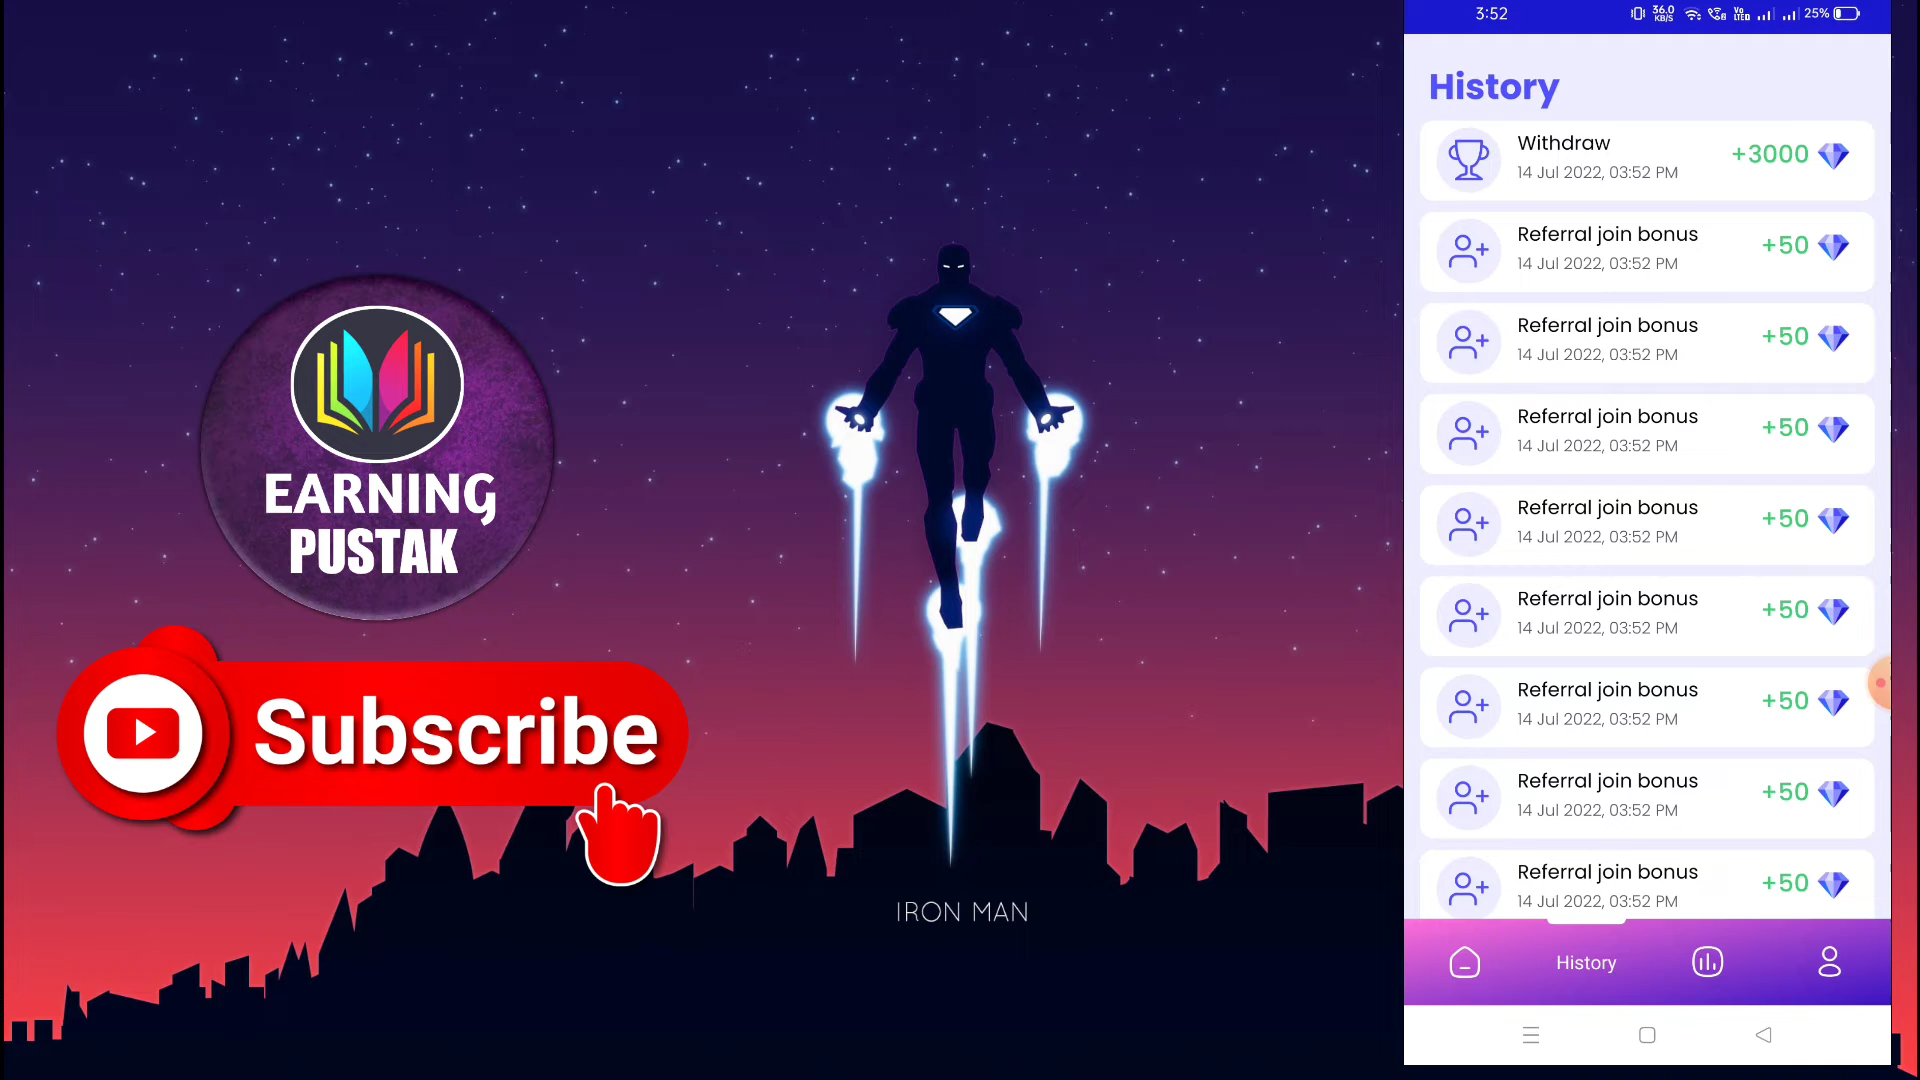 EARNING
PUSTAK
Subscribe
IRON MAN
3:52
36.0
KB/S
Vo
LTE
25%
History
Withdraw
14 Jul 2022, 03:52 PM
+3000
Referral join bonus
14 Jul 2022, 03:52 PM
+50
Referral join bonus
14 Jul 2022, 03:52 PM
+50
Referral join bonus
14 Jul 2022, 03:52 PM
+50
Referral join bonus
14 Jul 2022, 03:52 PM
+50
Referral join bonus
14 Jul 2022, 03:52 PM
+50
Referral join bonus
14 Jul 2022, 03:52 PM
+50
Referral join bonus
14 Jul 2022, 03:52 PM
+50
Referral join bonus
14 Jul 2022, 03:52 PM
+50
History